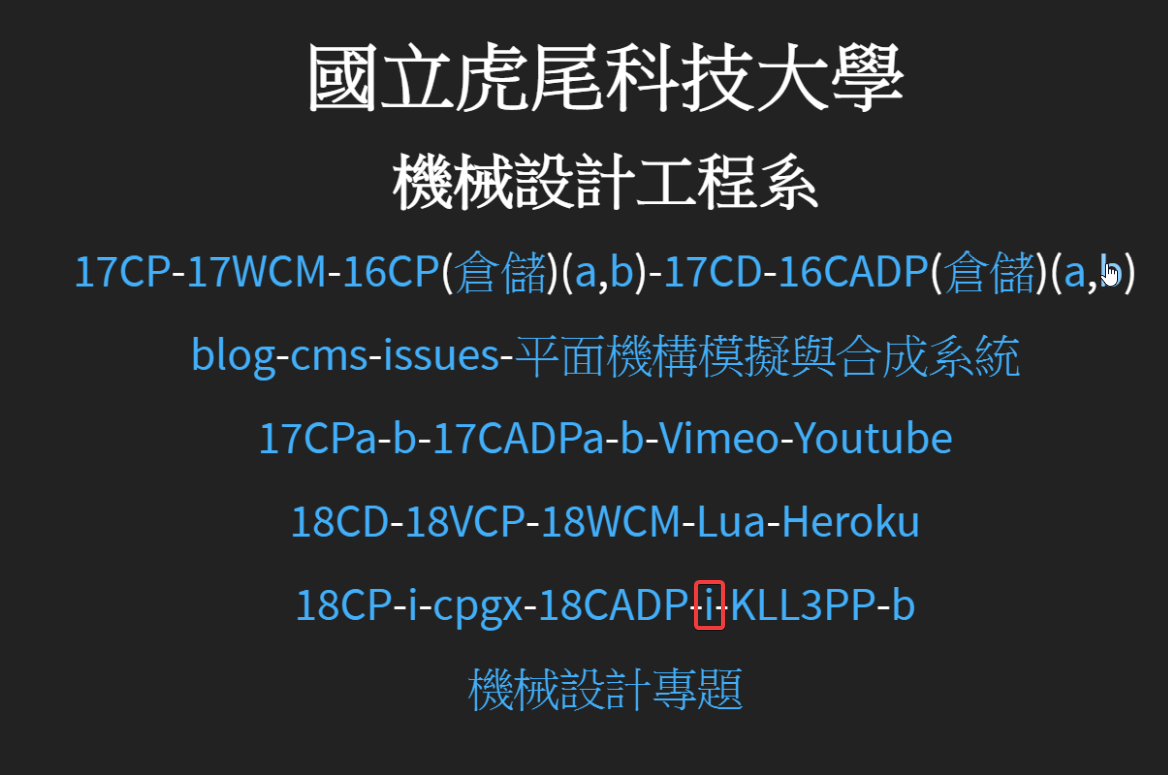 國立虎尾科技大學
機械設計工程系
17CP-17WCM-16CP(倉儲)(a,b)-17CD-16CADP(倉儲)(a,b)
blog-cms-issues-平面機構模擬與合成系統
17CPa-b-17CADPa-b-Vimeo-Youtube
18CD-18VCP-18WCM-Lua-Heroku
18CP-i-cpgx-18CADP-i-KLL3PP-b
機械設計專題